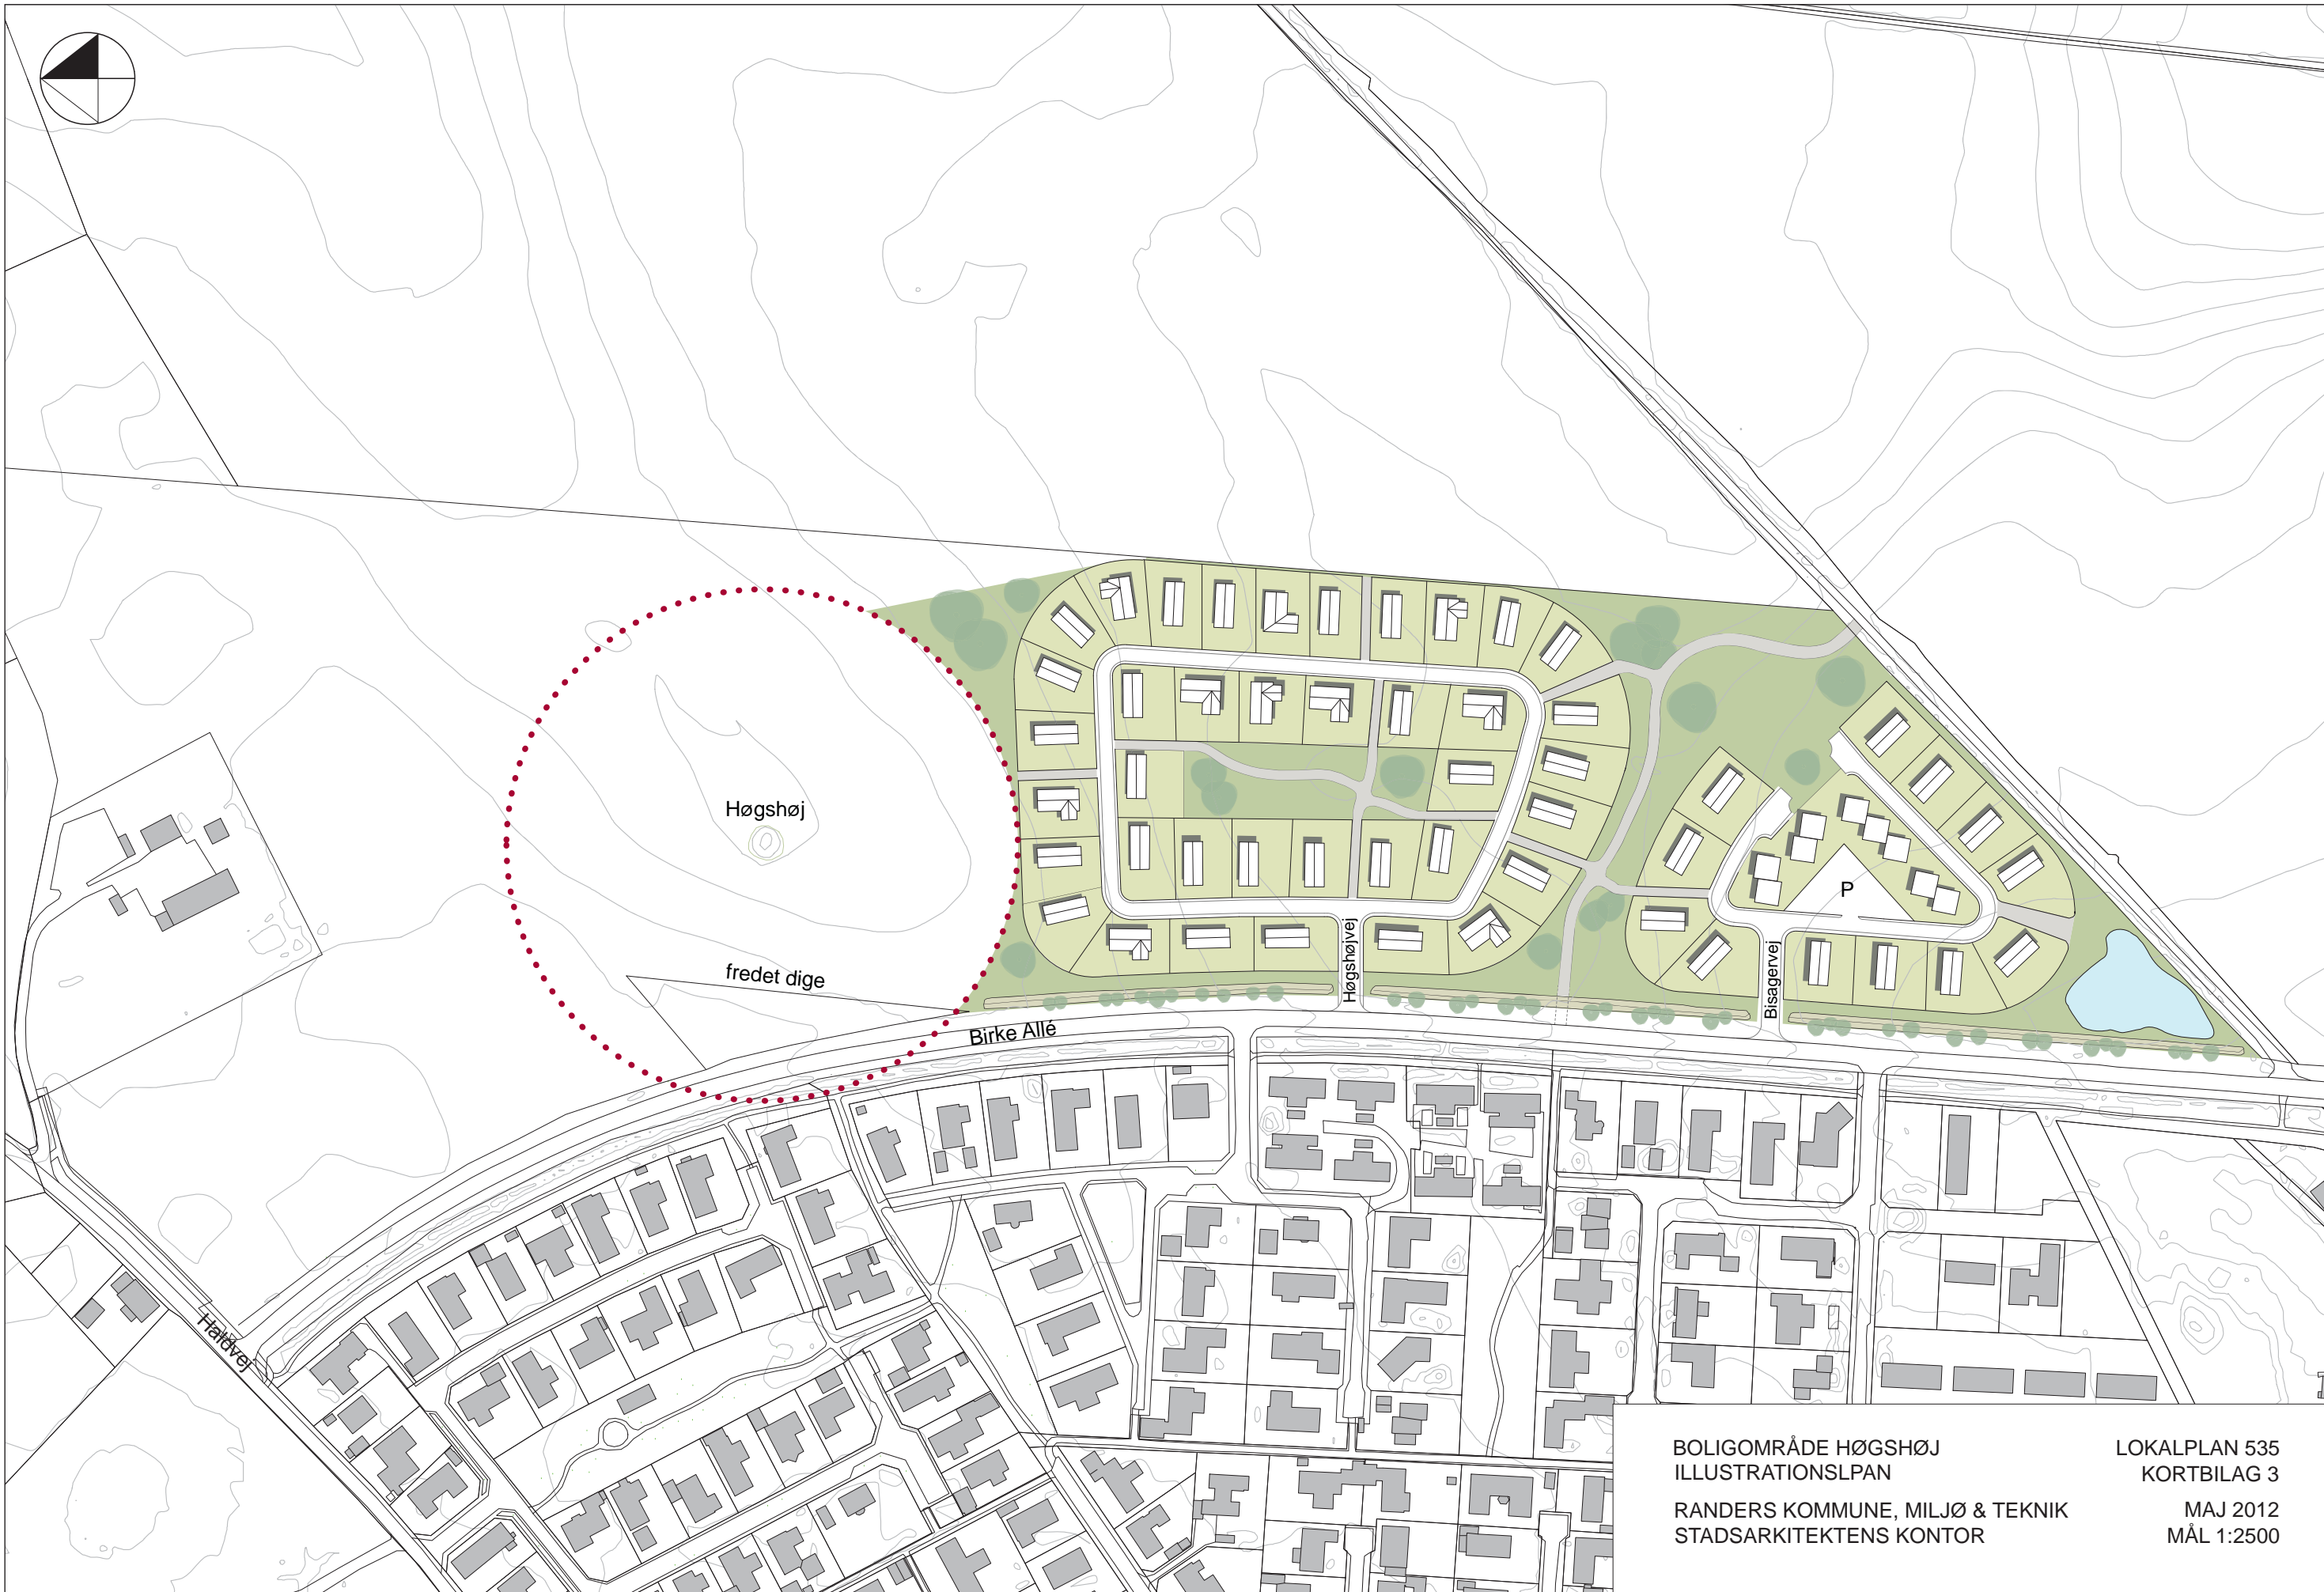 Høgshøj
P
Høgshøjvej
Bisagervej
fredet dige
Birke Allé
Haldvej
BOLIGOMRÅDE HØGSHØJ
ILLUSTRATIONSLPAN
RANDERS KOMMUNE, MILJØ & TEKNIK
STADSARKITEKTENS KONTOR
LOKALPLAN 535
KORTBILAG 3
MAJ 2012
MÅL 1:2500